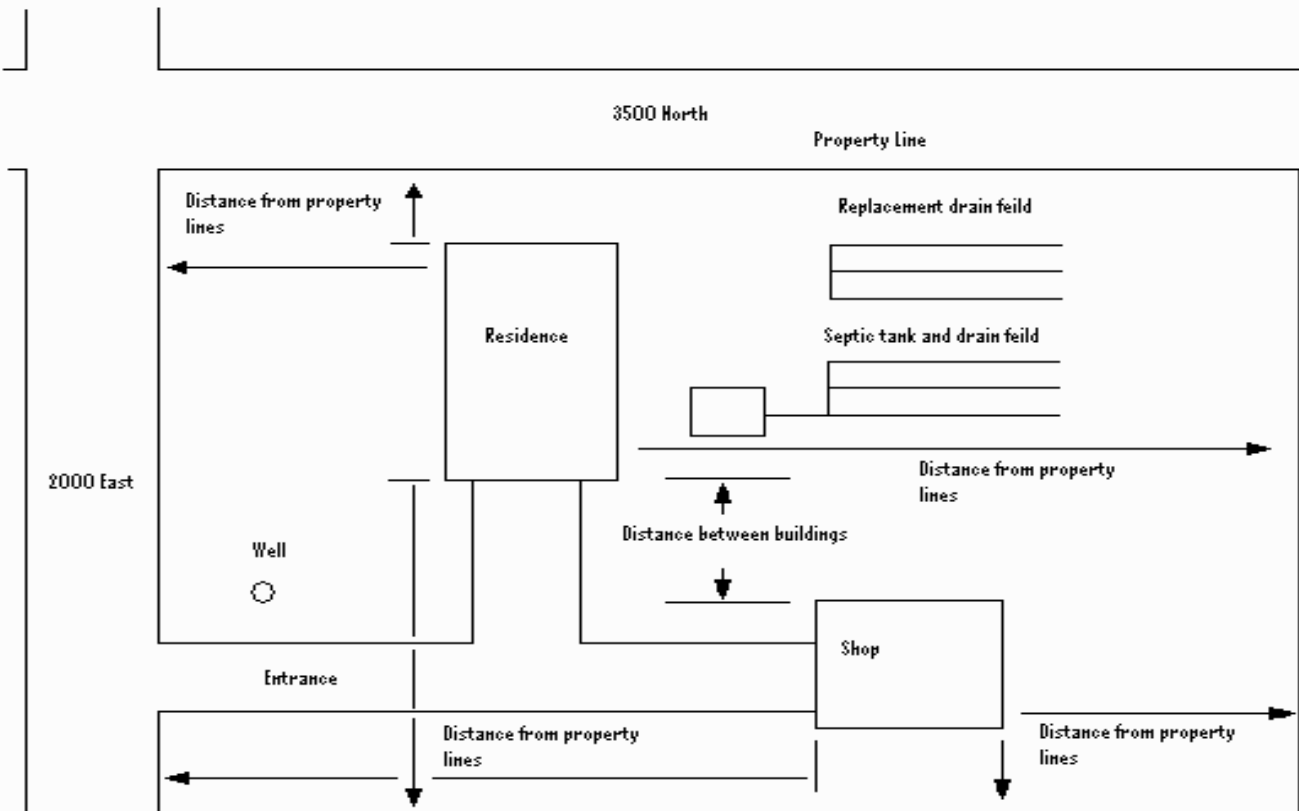 3500 North
Property Line
Distance from property
lines
Replacement drain feild
Residence
Septic tank and drain feild
2000 East
Distance from property
lines
Distance between buildings
Well
Shop
Entrance
Distance from property
lines
Distance from property
lines